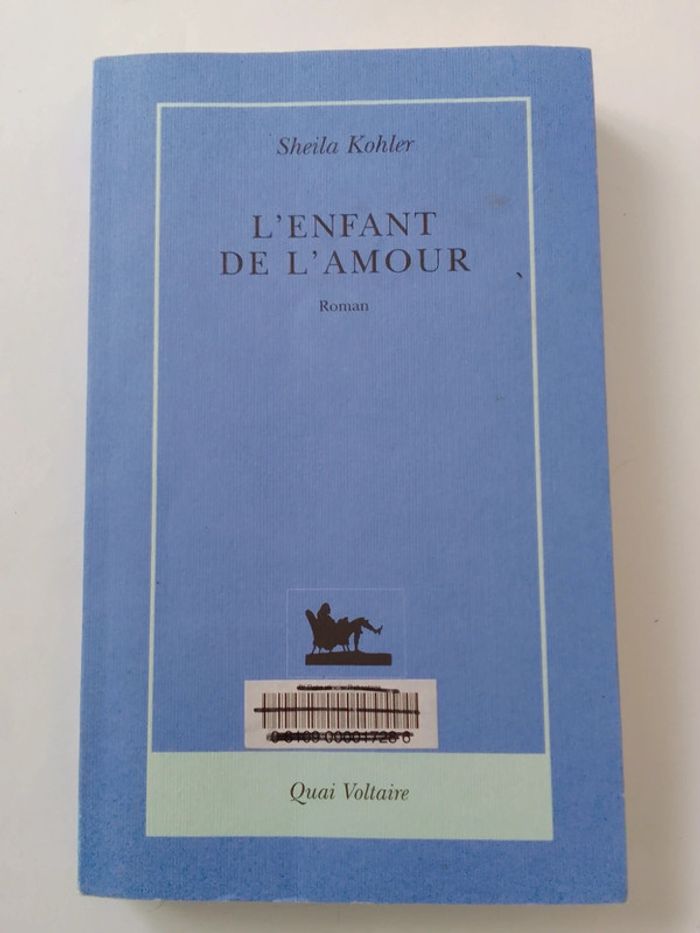 Sheila Kohler
L'ENFANT
DE L'AMOUR
Roman
Quai Voltaire